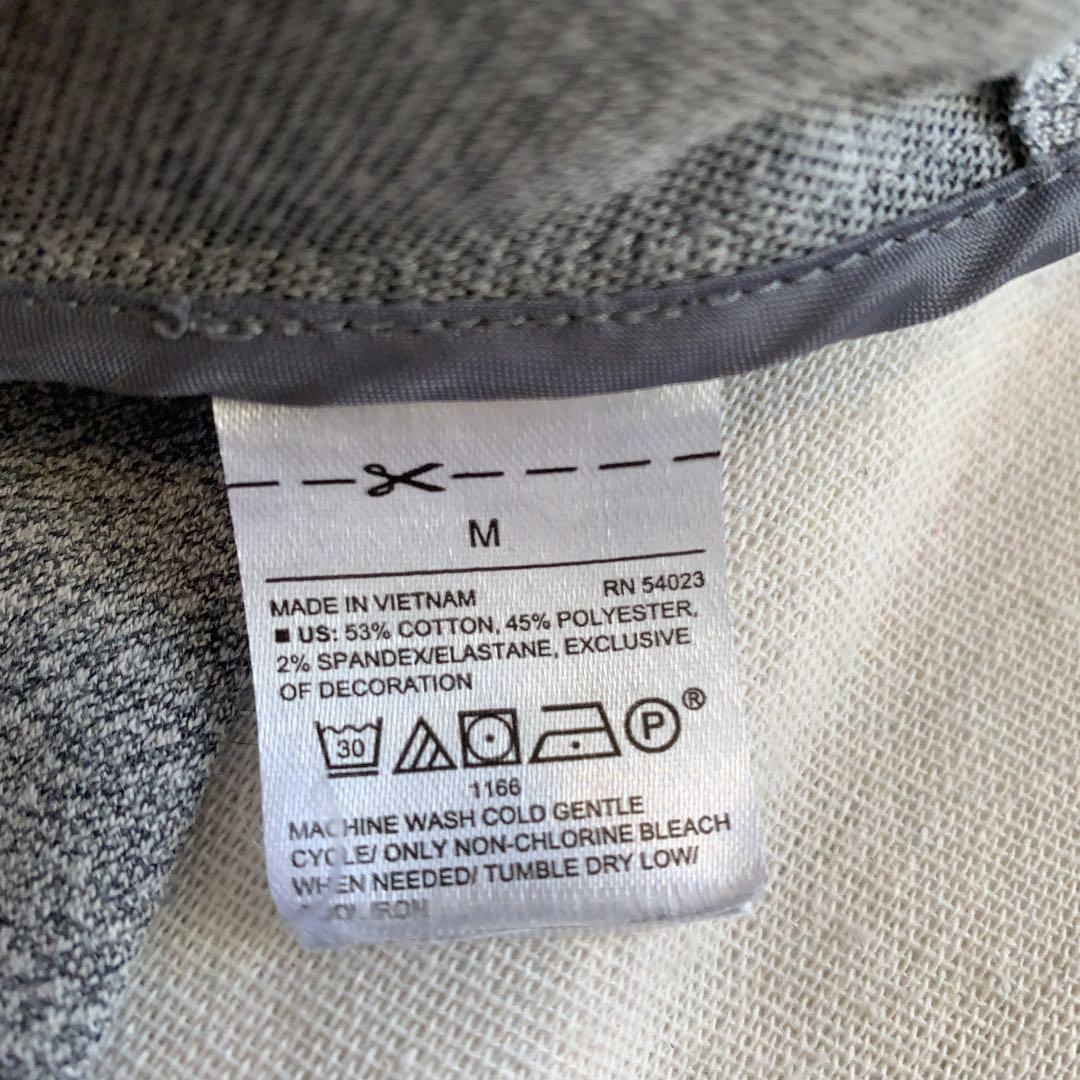 M
MADE IN VIETNAM RN 54023
■ US: 53% COTTON, 45% POLYESTER,
2% SPANDEX/ELASTANE, EXCLUSIVE
OF DECORATION
30 P®
1166
MACHINE WASH COLD GENTLE
CYCLE/ ONLY NON-CHLORINE BLEACH
WHEN NEEDED/ TUMBLE DRY LOW/
IRON